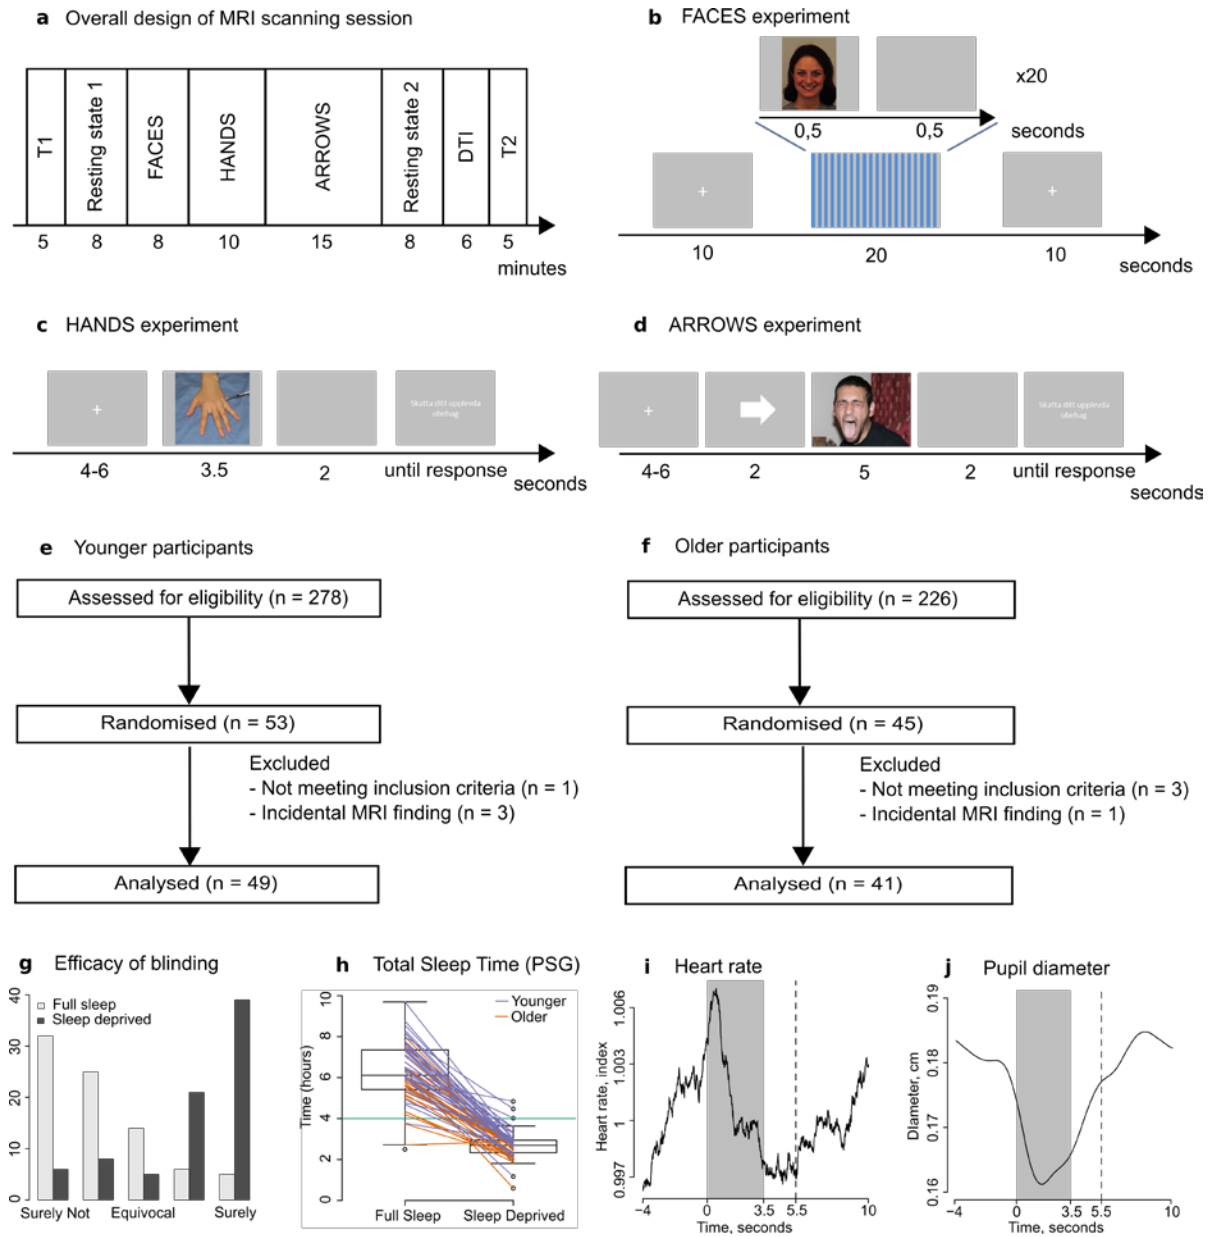 a Overall design of MRI scanning session
T1
Resting state 1
FACES
HANDS
ARROWS
Resting state 2
DTI
T2
5 8 8 10 15 8 6 5
minutes
b FACES experiment
x20
0,5 0,5
seconds
10 20 10
seconds
c HANDS experiment
Skatta ditt upplevda
obehag
4-6 3.5 2 until response
seconds
d ARROWS experiment
Skatta ditt upplevda
obehag
4-6 2 5 2 until response
seconds
e Younger participants
Assessed for eligibility (n = 278)
Randomised (n = 53)
Excluded
- Not meeting inclusion criteria (n = 1)
- Incidental MRI finding (n = 3)
Analysed (n = 49)
f Older participants
Assessed for eligibility (n = 226)
Randomised (n = 45)
Excluded
- Not meeting inclusion criteria (n = 3)
- Incidental MRI finding (n = 1)
Analysed (n = 41)
g Efficacy of blinding
Full sleep
Sleep deprived
40
30
20
10
0
Surely Not Equivocal Surely
h Total Sleep Time (PSG)
Younger
Older
Time (hours)
10
8
6
4
2
0
Full Sleep Sleep Deprived
i Heart rate
Heart rate, index
1.006
1.003
1
0.997
−4 0 3.5 5.5 10
Time, seconds
j Pupil diameter
Diameter, cm
0.19
0.18
0.17
0.16
−4 0 3.5 5.5 10
Time, seconds